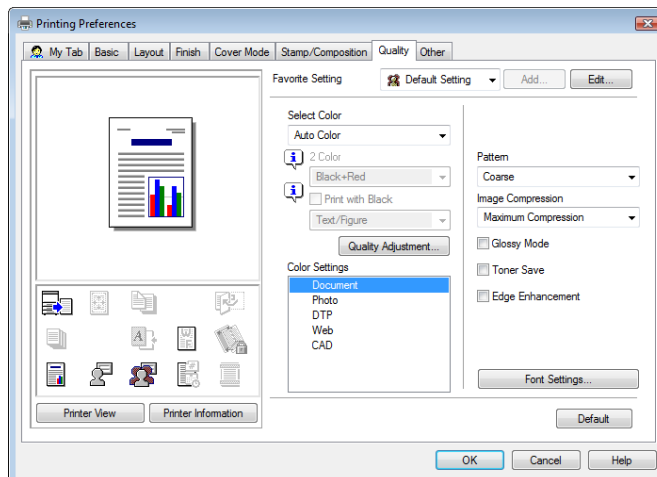 Printing Preferences
My Tab Basic Layout Finish Cover Mode Stamp/Composition Quality Other
Favorite Setting Default Setting Add... Edit...
Select Color
Auto Color
2 Color
Black+Red
Print with Black
Text/Figure
Quality Adjustment...
Color Settings
Document
Photo
DTP
Web
CAD
Pattern
Coarse
Image Compression
Maximum Compression
Glossy Mode
Toner Save
Edge Enhancement
Font Settings...
Printer View Printer Information
Default
OK Cancel Help